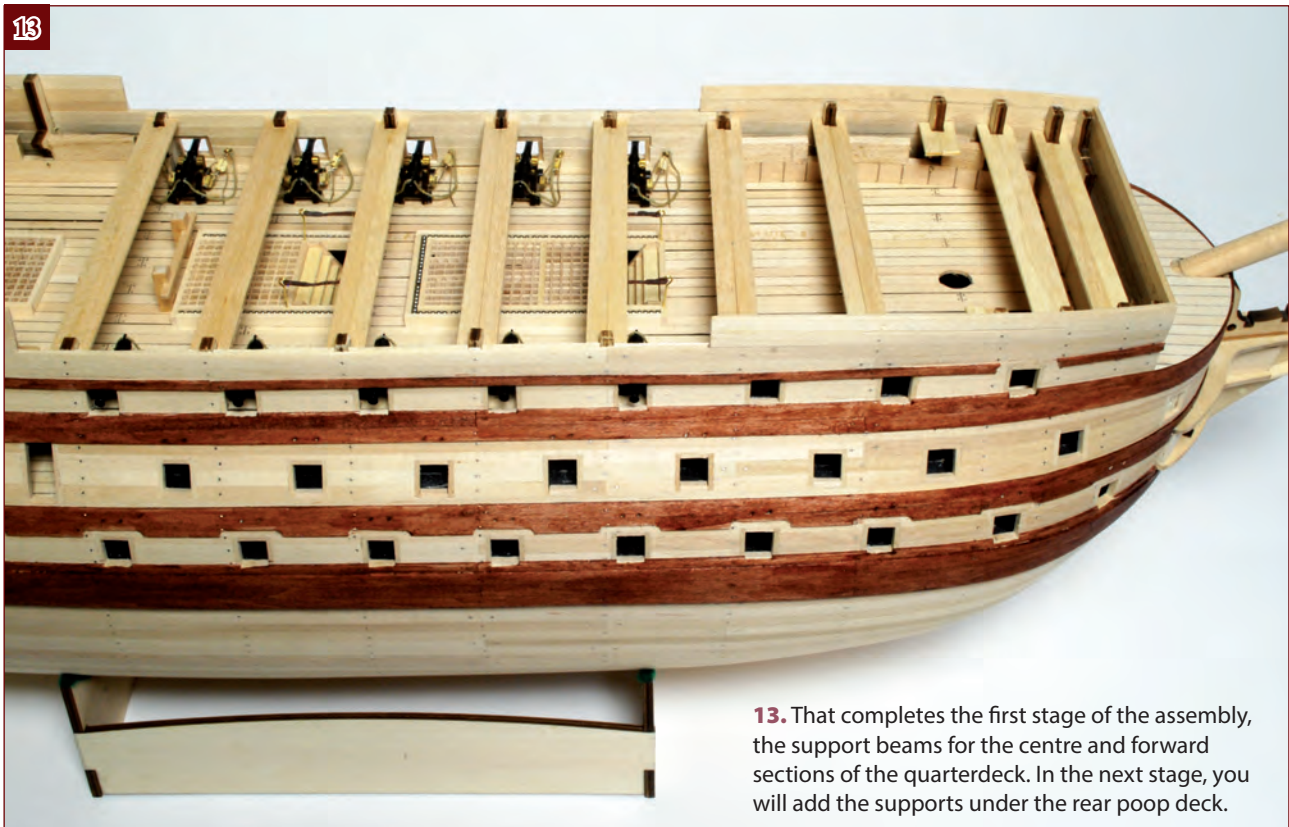 13
13. That completes the first stage of the assembly,
the support beams for the centre and forward
sections of the quarterdeck. In the next stage, you
will add the supports under the rear poop deck.